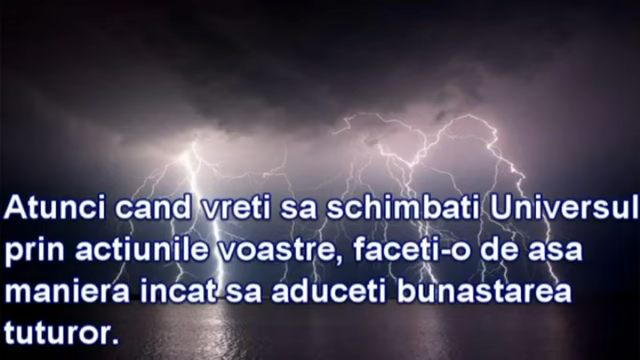 Atunci cand vreti sa schimbati Universul
prin actiunile voastre, faceti-o de asa
maniera incat sa aduceti bunastarea
tuturor.